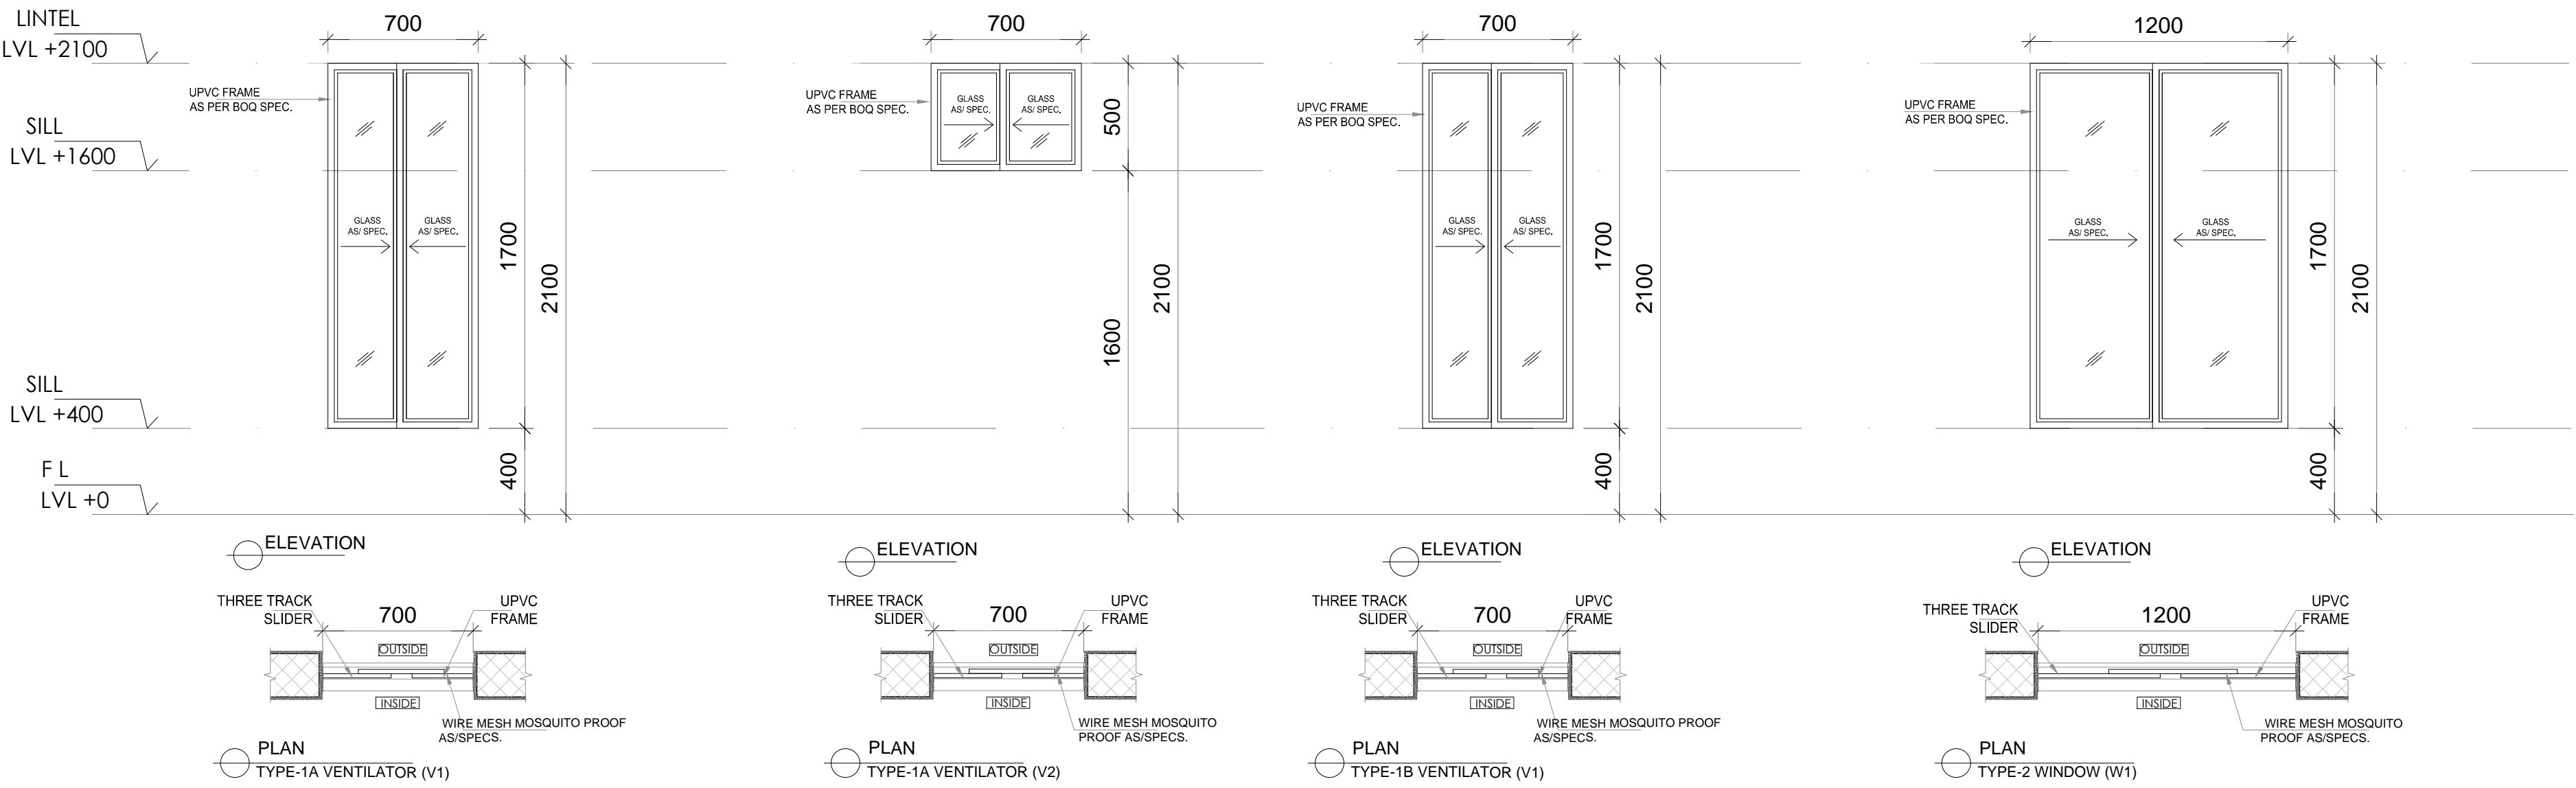 LINTEL
LVL +2100
SILL
LVL +1600
SILL
LVL +400
F L
LVL +0
700
UPVC FRAME
AS PER BOQ SPEC.
GLASS
AS/ SPEC.
GLASS
AS/ SPEC.
1700
2100
400
ELEVATION
THREE TRACK
SLIDER
700
UPVC
FRAME
OUTSIDE
INSIDE
WIRE MESH MOSQUITO PROOF
AS/SPECS.
PLAN
TYPE-1A VENTILATOR (V1)
700
UPVC FRAME
AS PER BOQ SPEC.
GLASS
AS/ SPEC.
GLASS
AS/ SPEC.
500
2100
1600
ELEVATION
THREE TRACK
SLIDER
700
UPVC
FRAME
OUTSIDE
INSIDE
WIRE MESH MOSQUITO
PROOF AS/SPECS.
PLAN
TYPE-1A VENTILATOR (V2)
700
UPVC FRAME
AS PER BOQ SPEC.
GLASS
AS/ SPEC.
GLASS
AS/ SPEC.
1700
2100
400
ELEVATION
THREE TRACK
SLIDER
700
UPVC
FRAME
OUTSIDE
INSIDE
WIRE MESH MOSQUITO PROOF
AS/SPECS.
PLAN
TYPE-1B VENTILATOR (V1)
1200
UPVC FRAME
AS PER BOQ SPEC.
GLASS
AS/ SPEC.
GLASS
AS/ SPEC.
1700
2100
400
ELEVATION
THREE TRACK
SLIDER
1200
UPVC
FRAME
OUTSIDE
INSIDE
WIRE MESH MOSQUITO
PROOF AS/SPECS.
PLAN
TYPE-2 WINDOW (W1)